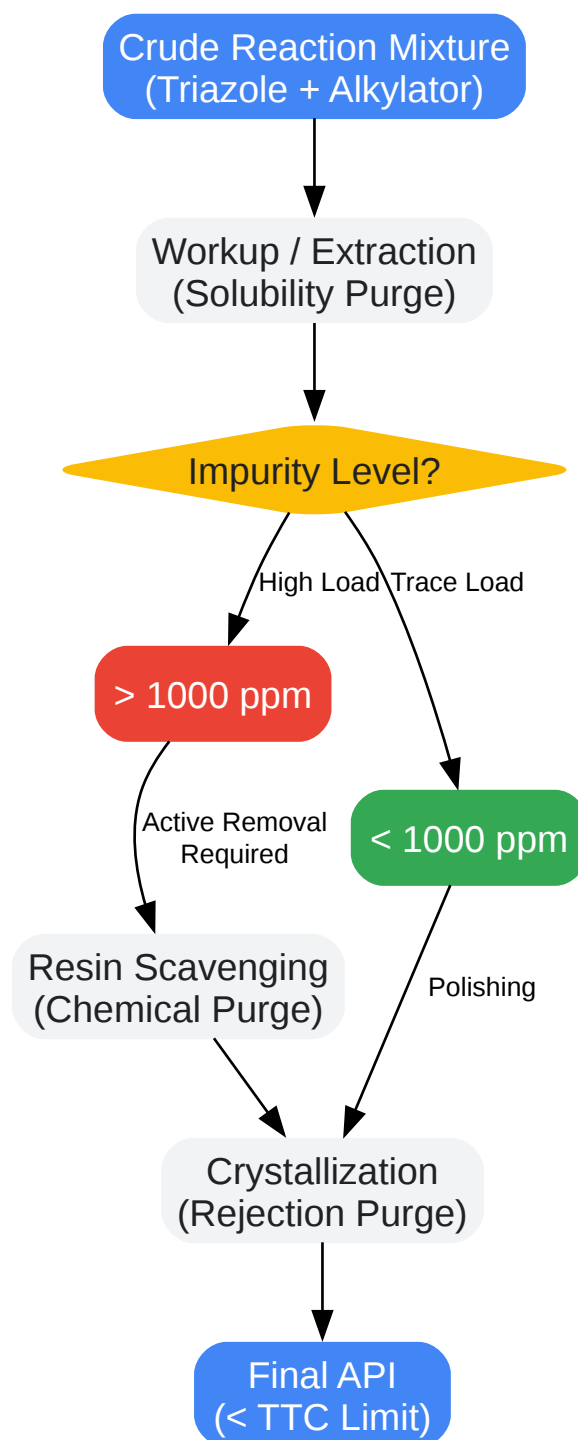 Crude Reaction Mixture
(Triazole + Alkylator)
Workup / Extraction
(Solubility Purge)
Impurity Level?
High Load
Trace Load
> 1000 ppm
Active Removal
Required
< 1000 ppm
Resin Scavenging
(Chemical Purge)
Polishing
Crystallization
(Rejection Purge)
Final API
(< TTC Limit)